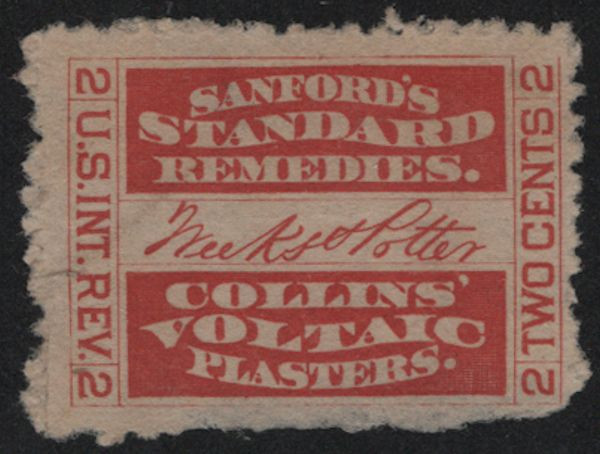 SANFORD'S
STANDARD
REMEDIES.
Weeks & Potter
COLLINS'
VOLTAIC
PLASTERS.
2 U.S. INT. REV. 2
2 TWO CENTS 2